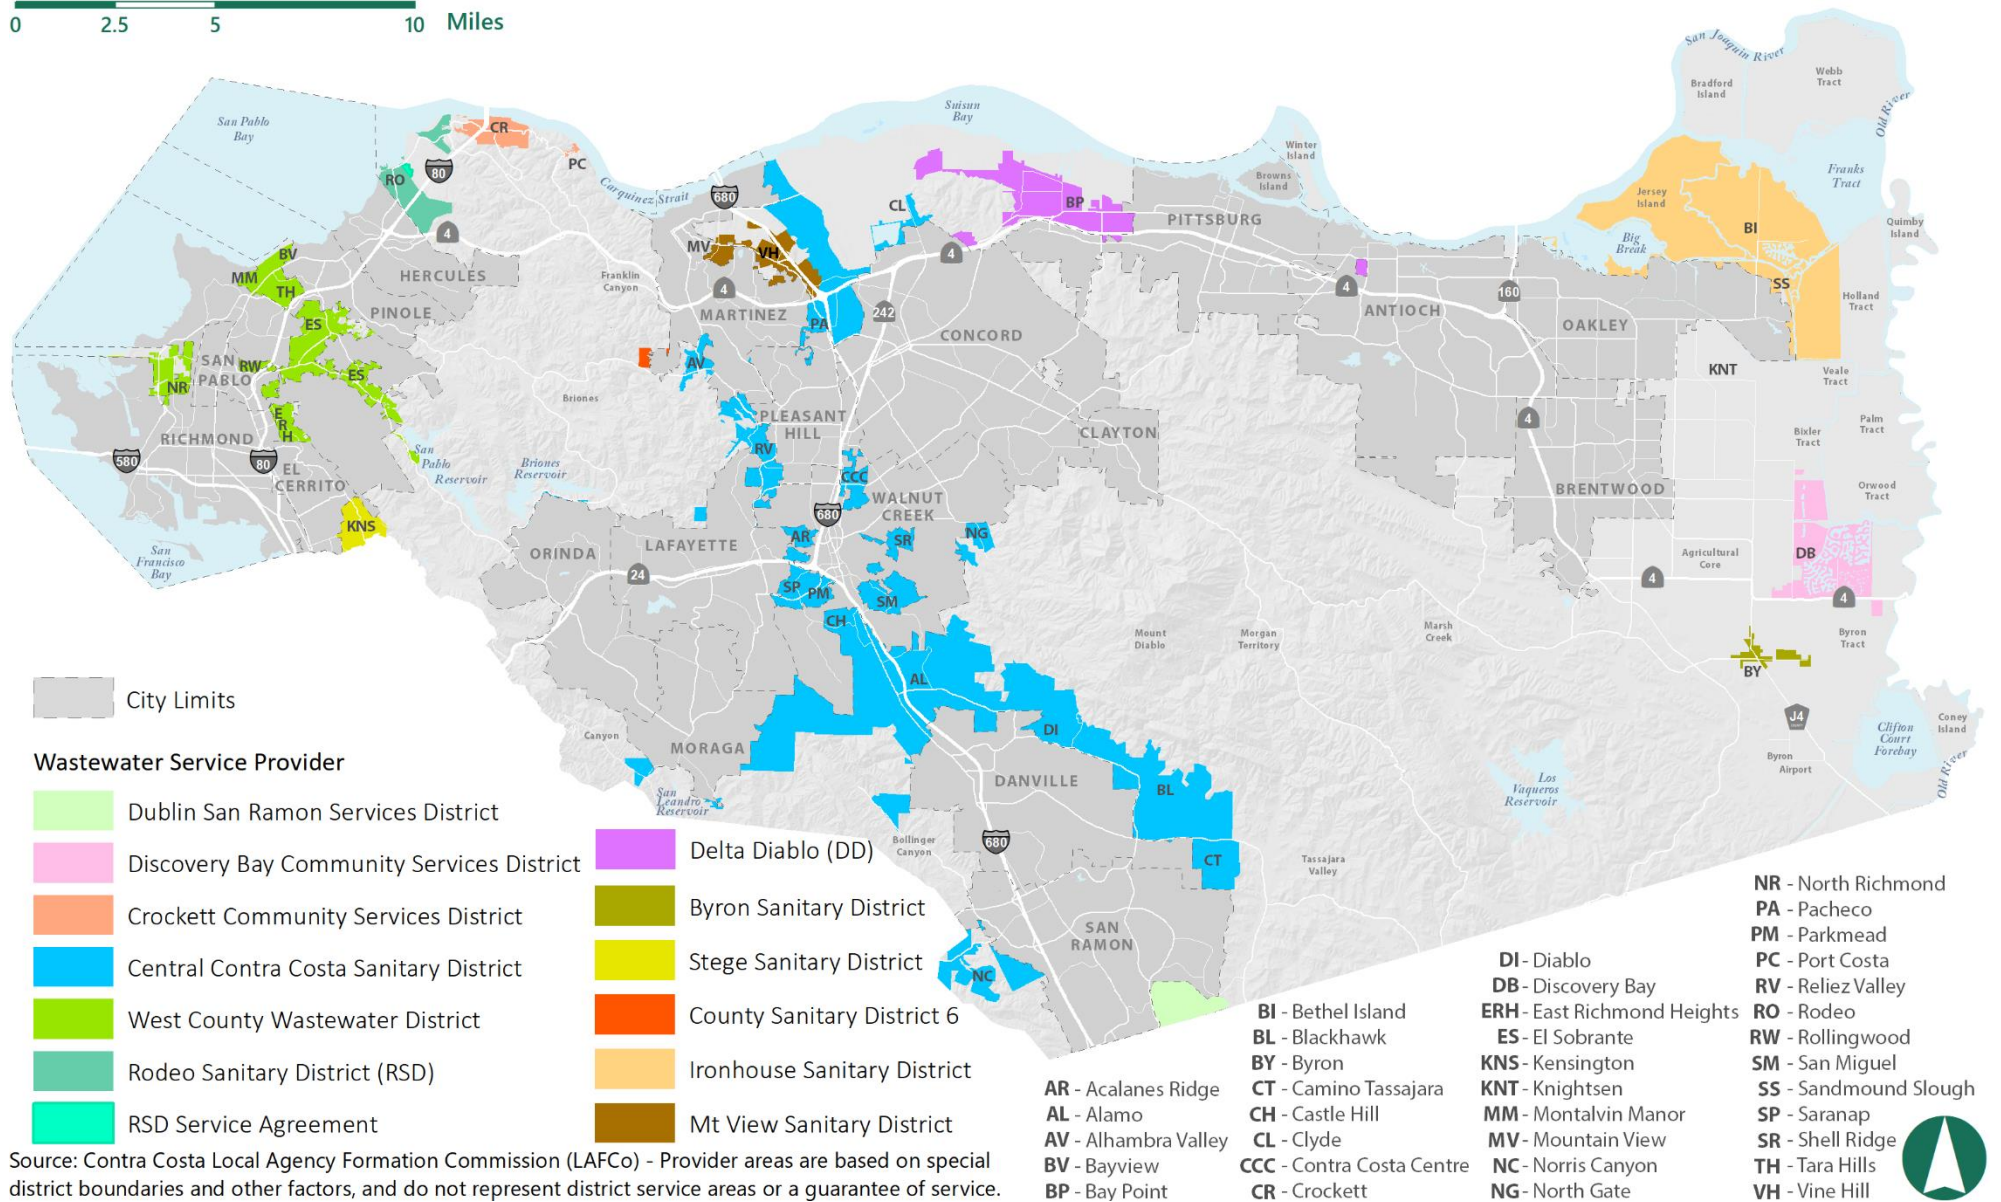 0 2.5 5 10 Miles
San Joaquin River
Bradford
Island
Webb
Tract
Old River
San Pablo
Bay
Suisun
Bay
CR
PC
80
RO
4
Carquinez Strait
680
CL
BP
PITTSBURG
Winter
Island
Browns
Island
Jersey
Island
BI
Franks
Tract
Quimby
Island
Big
Break
MV
VH
4
BV
MM
TH
HERCULES
Franklin
Canyon
4
MARTINEZ
PA
242
CONCORD
4
ANTIOCH
160
OAKLEY
SS
Holland
Tract
PINOLE
ES
SAN
PABLO
RW
ES
NR
AV
KNT
Veale
Tract
Briones
E
R
H
RICHMOND
PLEASANT
HILL
RV
CLAYTON
4
Bixler
Tract
Palm
Tract
580
80
EL
CERRITO
San
Pablo
Reservoir
Briones
Reservoir
CCC
WALNUT
CREEK
BRENTWOOD
Orwood
Tract
KNS
680
San
Francisco
Bay
ORINDA
LAFAYETTE
24
AR
SR
NG
Agricultural
Core
DB
4
4
SP
PM
SM
CH
Mount
Diablo
Morgan
Territory
Marsh
Creek
Byron
Tract
BY
AL
DI
J4
Clifton
Court
Forebay
Coney
Island
Old River
Canyon
MORAGA
Byron
Airport
DANVILLE
BL
Los
Vaqueros
Reservoir
San
Leandro
Reservoir
Bollinger
Canyon
680
CT
Tassajara
Valley
SAN
RAMON
NC
City Limits
Wastewater Service Provider
Dublin San Ramon Services District
Discovery Bay Community Services District
Crockett Community Services District
Central Contra Costa Sanitary District
West County Wastewater District
Rodeo Sanitary District (RSD)
RSD Service Agreement
Delta Diablo (DD)
Byron Sanitary District
Stege Sanitary District
County Sanitary District 6
Ironhouse Sanitary District
Mt View Sanitary District
AR - Acalanes Ridge
AL - Alamo
AV - Alhambra Valley
BV - Bayview
BP - Bay Point
BI - Bethel Island
BL - Blackhawk
BY - Byron
CT - Camino Tassajara
CH - Castle Hill
CL - Clyde
CCC - Contra Costa Centre
CR - Crockett
DI - Diablo
DB - Discovery Bay
ERH - East Richmond Heights
ES - El Sobrante
KNS - Kensington
KNT - Knightsen
MM - Montalvin Manor
MV - Mountain View
NC - Norris Canyon
NG - North Gate
NR - North Richmond
PA - Pacheco
PM - Parkmead
PC - Port Costa
RV - Reliez Valley
RO - Rodeo
RW - Rollingwood
SM - San Miguel
SS - Sandmound Slough
SP - Saranap
SR - Shell Ridge
TH - Tara Hills
VH - Vine Hill
Source: Contra Costa Local Agency Formation Commission (LAFCo) - Provider areas are based on special
district boundaries and other factors, and do not represent district service areas or a guarantee of service.